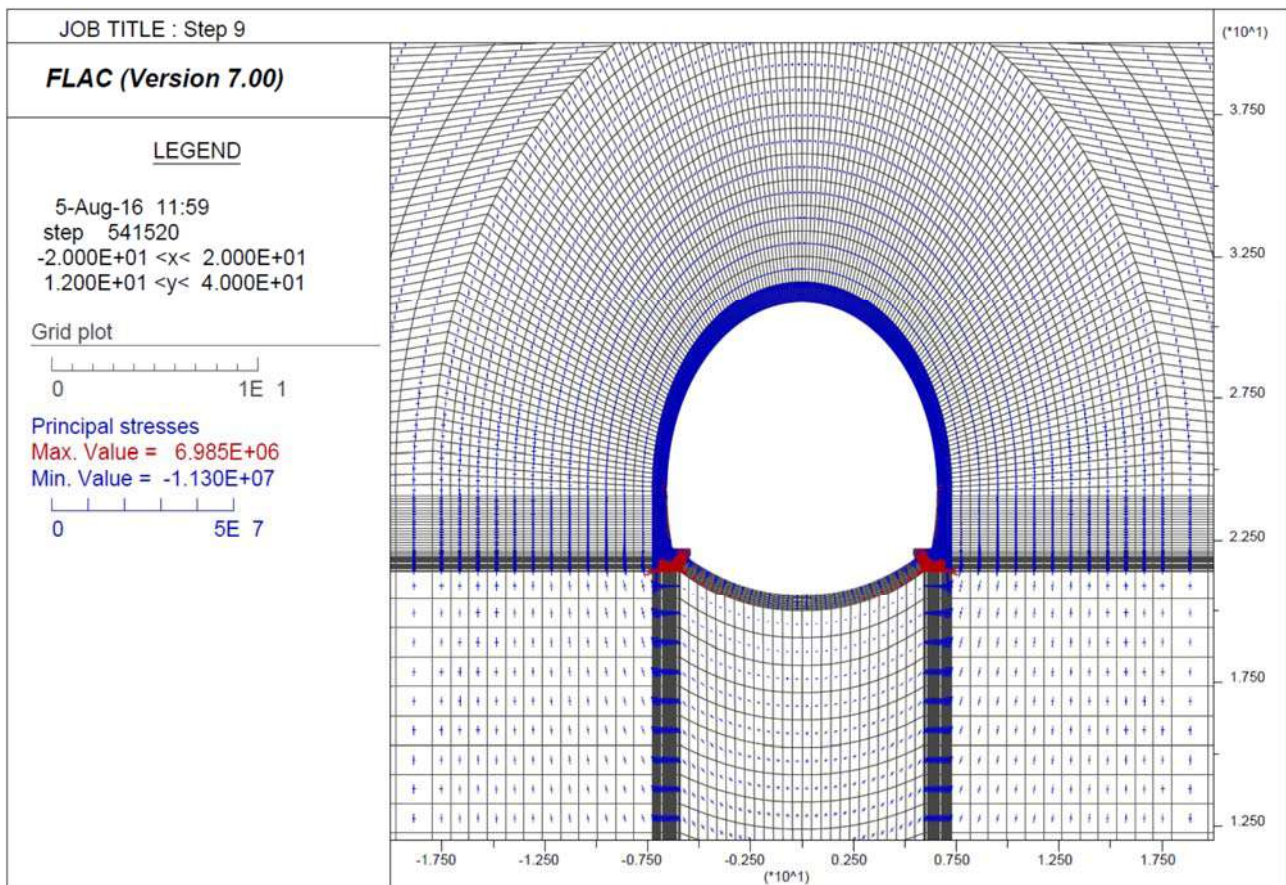 JOB TITLE : Step 9
FLAC (Version 7.00)
LEGEND
5-Aug-16 11:59
step 541520
-2.000E+01 <x< 2.000E+01
1.200E+01 <y< 4.000E+01
Grid plot
0 1E 1
Principal stresses
Max. Value = 6.985E+06
Min. Value = -1.130E+07
0 5E 7
(*10^1)
3.750
3.250
2.750
2.250
1.750
1.250
-1.750 -1.250 -0.750 -0.250 0.250 0.750 1.250 1.750
(*10^1)